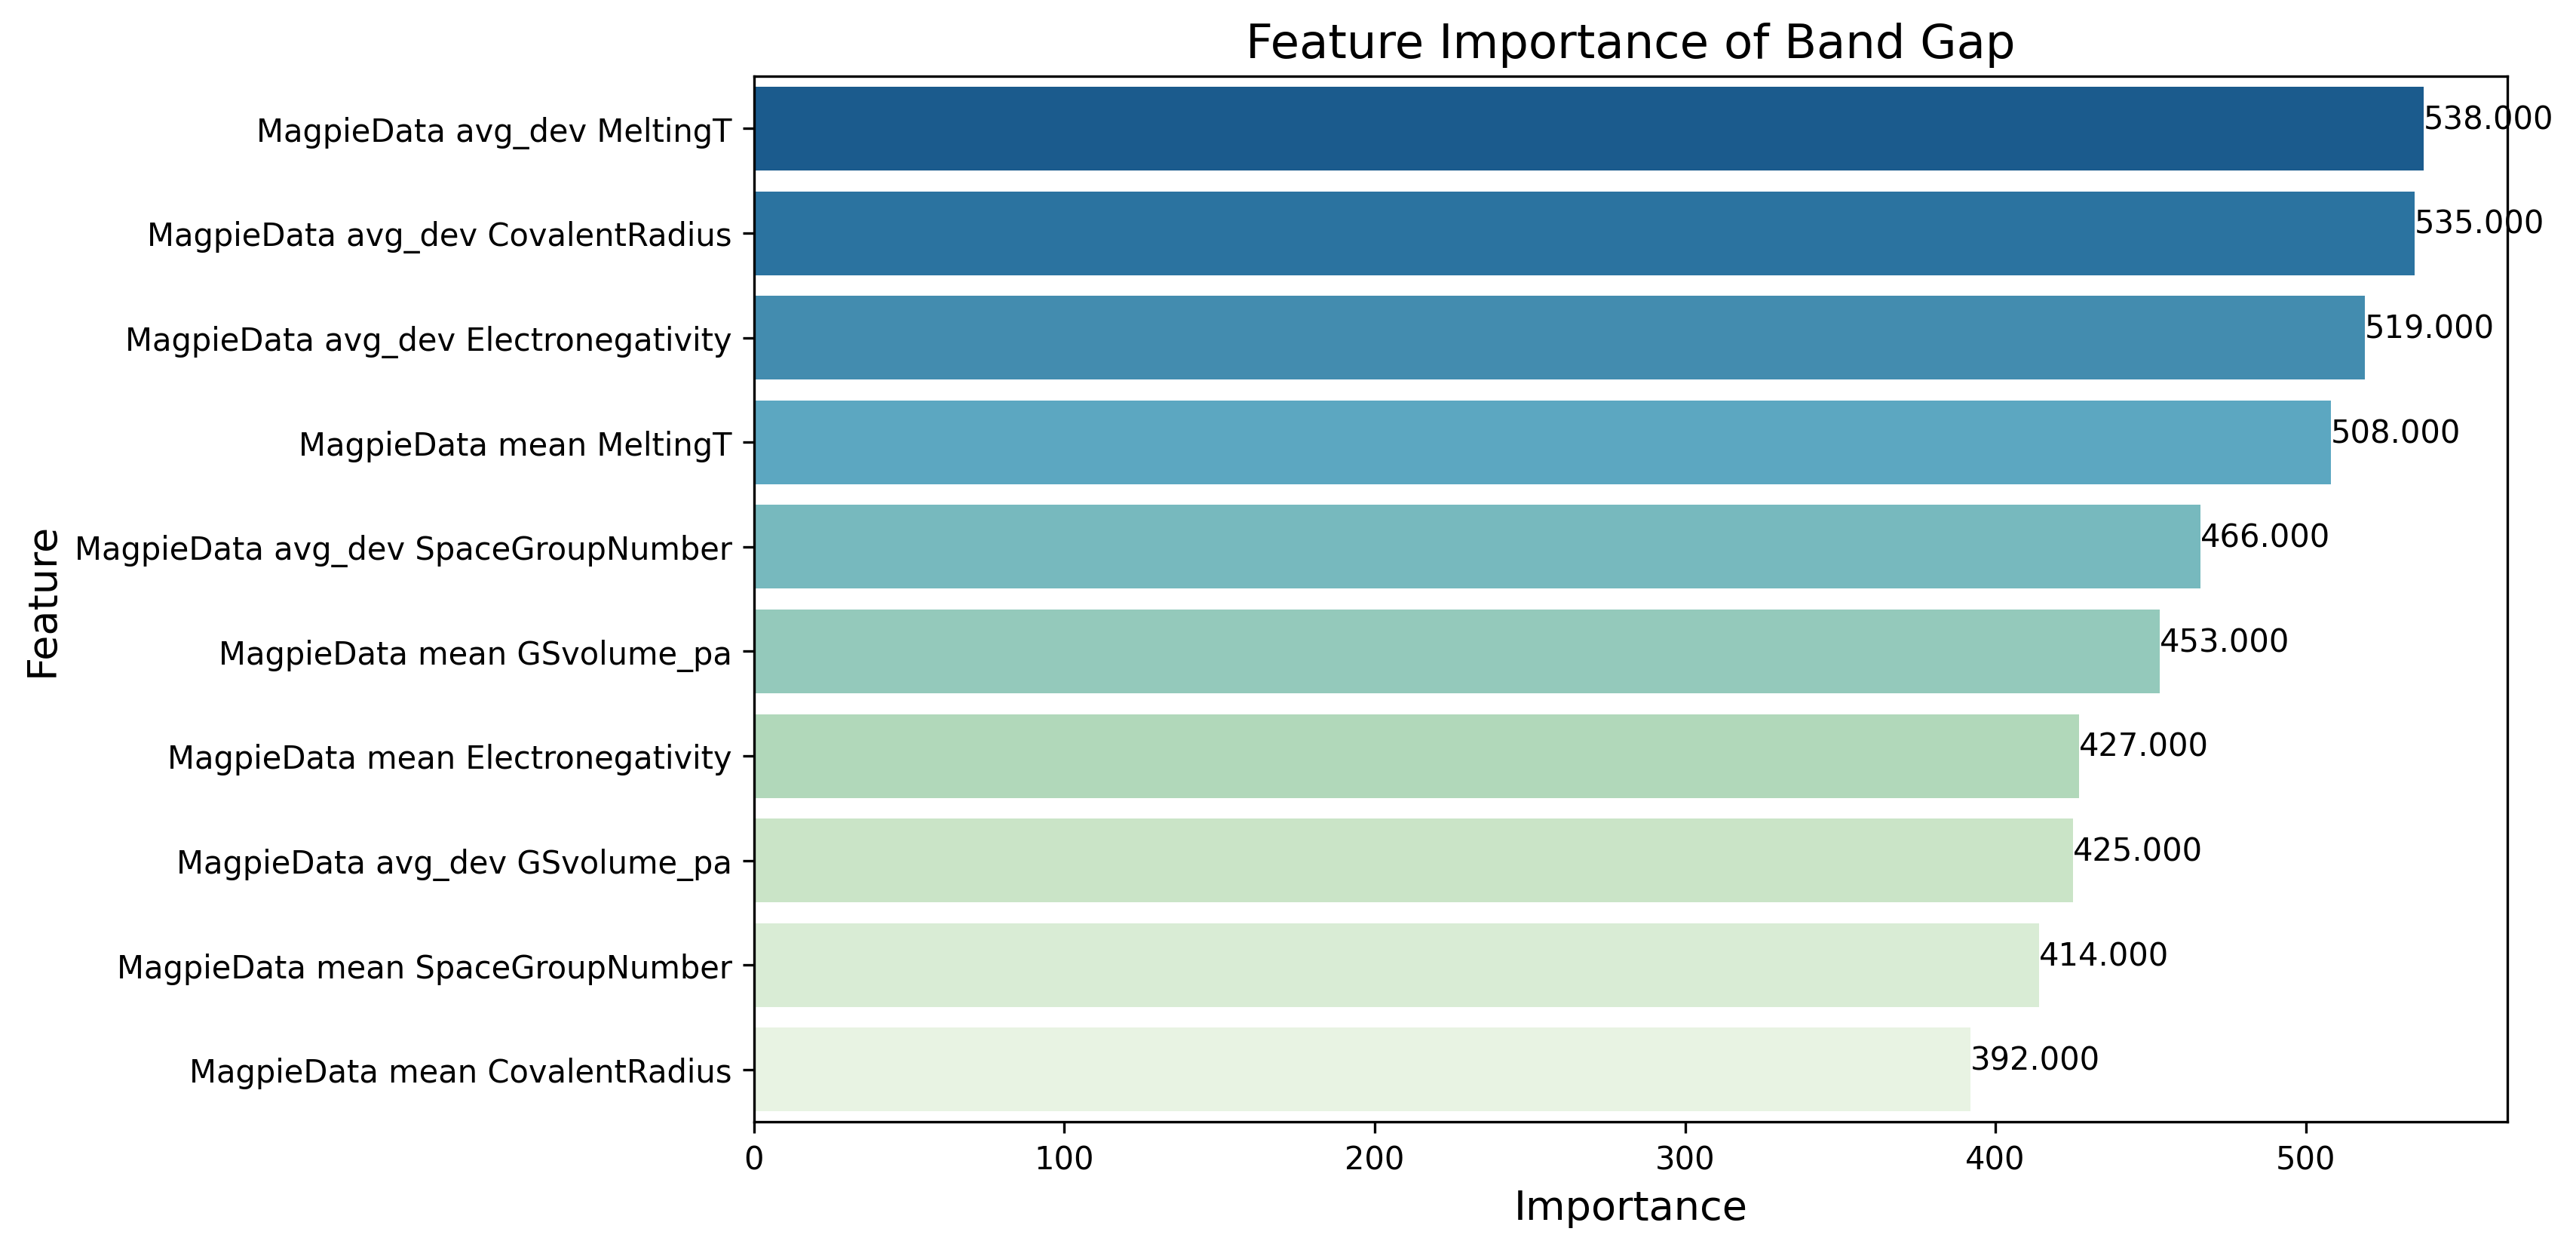 Feature Importance of Band Gap
MagpieData avg_dev MeltingT
538.000
MagpieData avg_dev CovalentRadius
535.000
MagpieData avg_dev Electronegativity
519.000
MagpieData mean MeltingT
508.000
MagpieData avg_dev SpaceGroupNumber
466.000
MagpieData mean GSvolume_pa
453.000
MagpieData mean Electronegativity
427.000
MagpieData avg_dev GSvolume_pa
425.000
MagpieData mean SpaceGroupNumber
414.000
MagpieData mean CovalentRadius
392.000
Feature
0 100 200 300 400 500
Importance